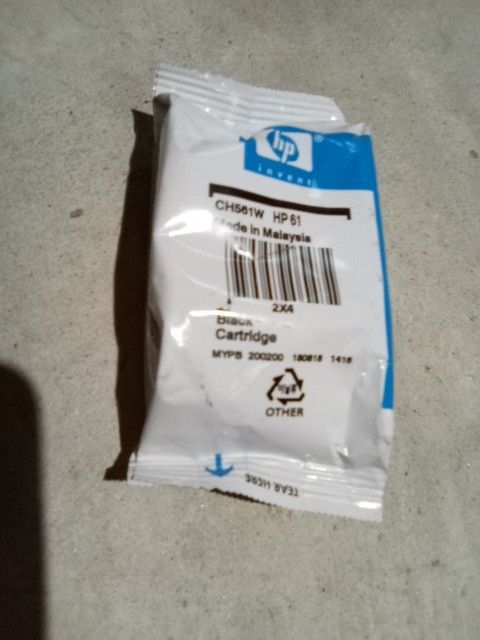 hp
®
invent
CH561W HP 61
Made in Malaysia
2X4
Black
Cartridge
MYPB 200200 180818 1416
OTHER
TEAR HERE